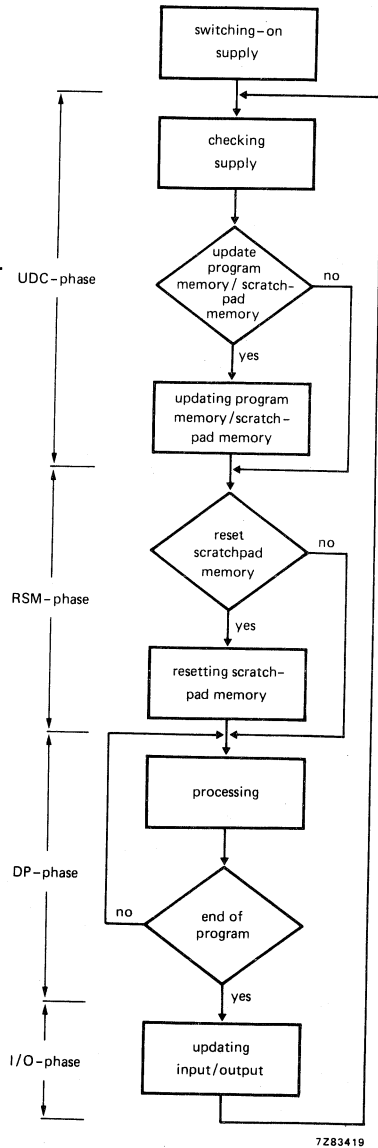 switching-on
supply
checking
supply
UDC-phase
update
program
memory/scratch-
pad
memory
no
yes
updating program
memory/scratch-
pad memory
RSM-phase
reset
scratchpad
memory
no
yes
resetting scratch-
pad memory
processing
DP-phase
no
end of
program
yes
I/O-phase
updating
input/output
7Z83419